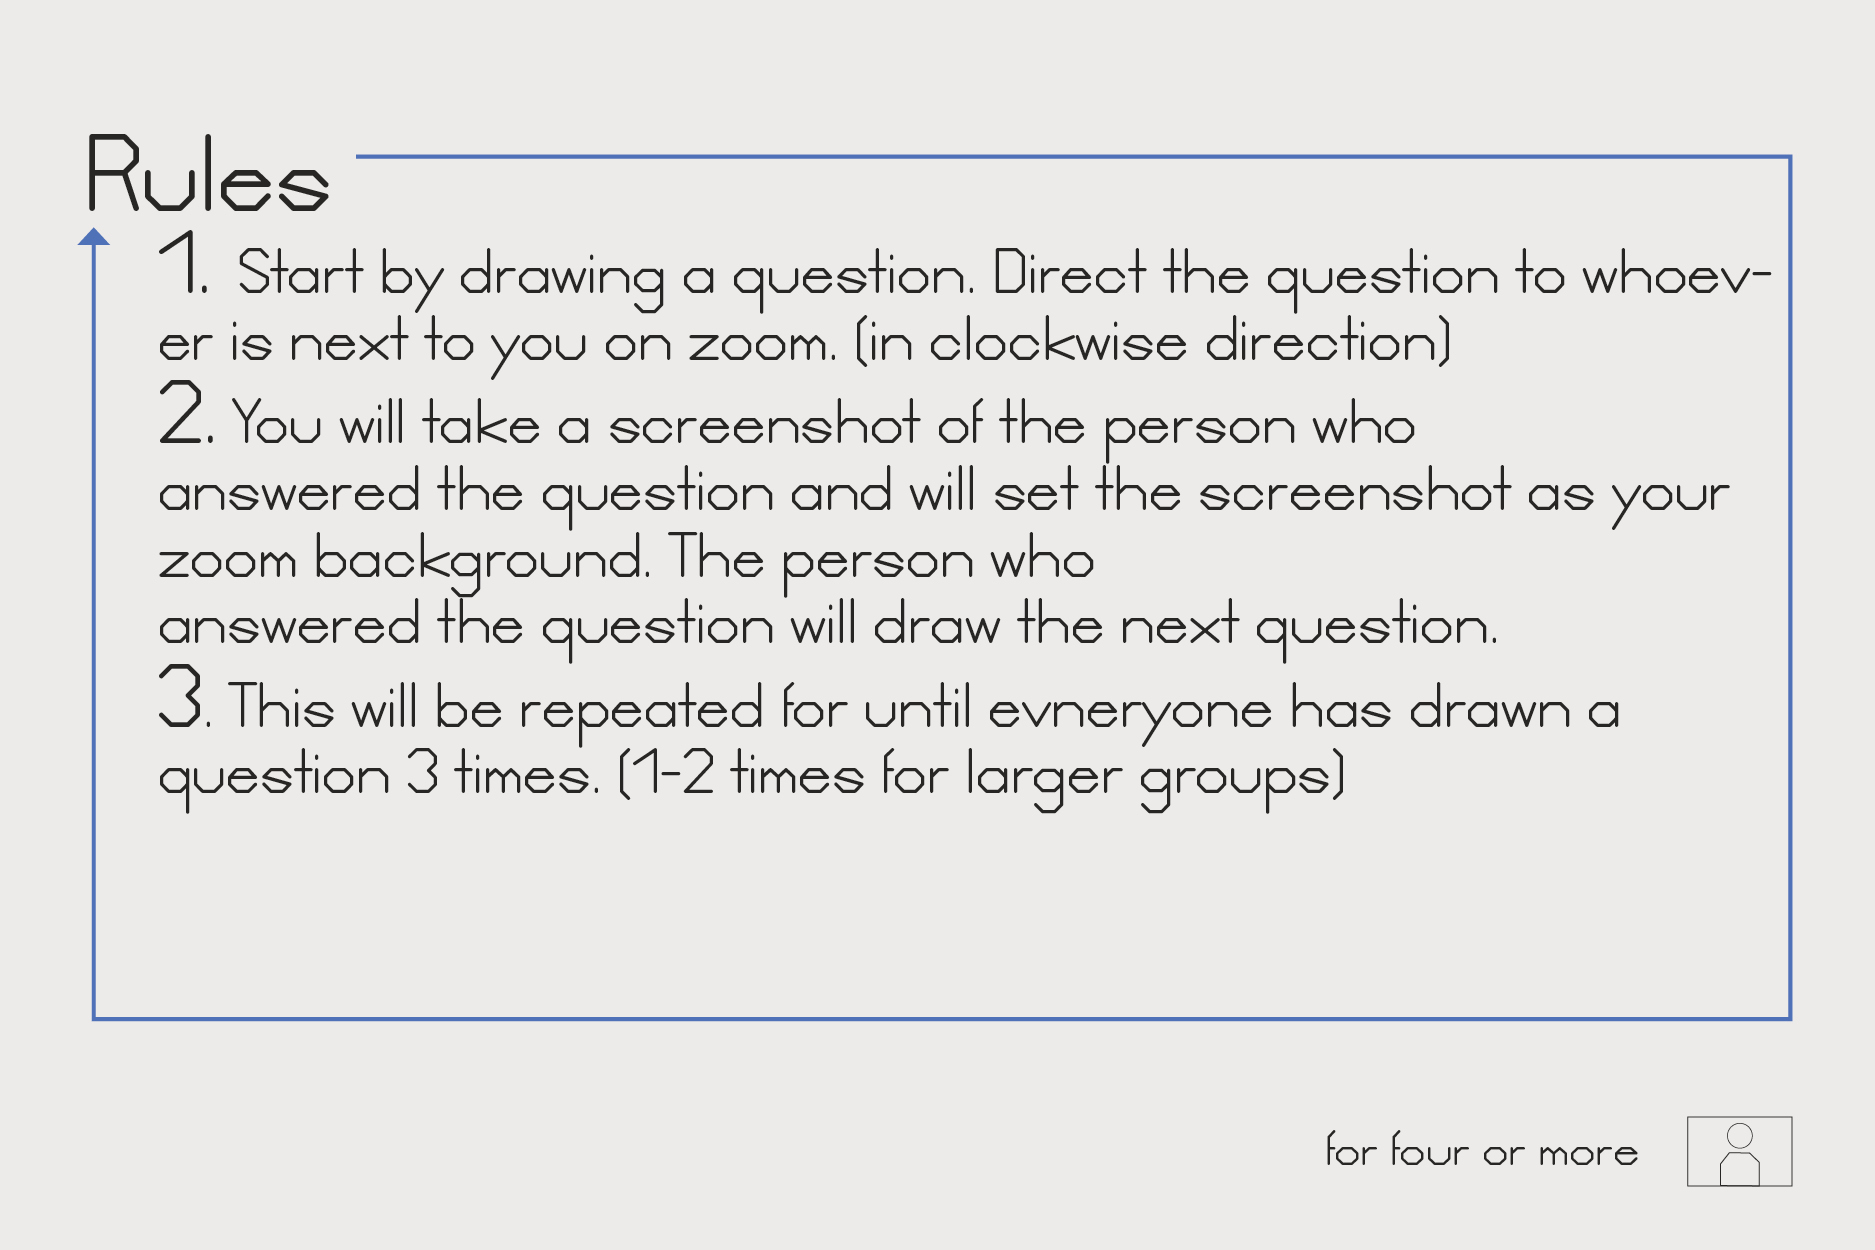 Rules
1. Start by drawing a question. Direct the question to whoev-
er is next to you on zoom. (in clockwise direction)
2. You will take a screenshot of the person who
answered the question and will set the screenshot as your
zoom background. The person who
answered the question will draw the next question.
3. This will be repeated for until evneryone has drawn a
question 3 times. (1-2 times for larger groups)
for four or more